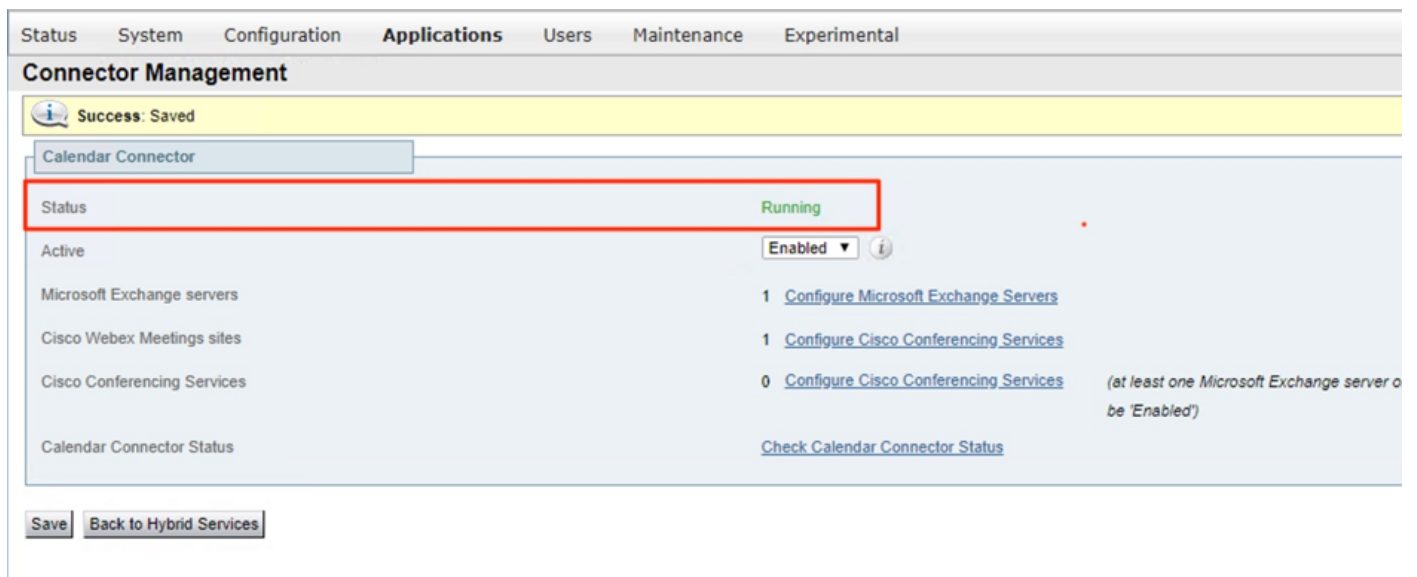 Status System Configuration Applications Users Maintenance Experimental
Connector Management
Success: Saved
Calendar Connector
Status Running
Active Enabled
Microsoft Exchange servers 1 Configure Microsoft Exchange Servers
Cisco Webex Meetings sites 1 Configure Cisco Conferencing Services
Cisco Conferencing Services 0 Configure Cisco Conferencing Services (at least one Microsoft Exchange server o
be 'Enabled')
Calendar Connector Status Check Calendar Connector Status
Save Back to Hybrid Services